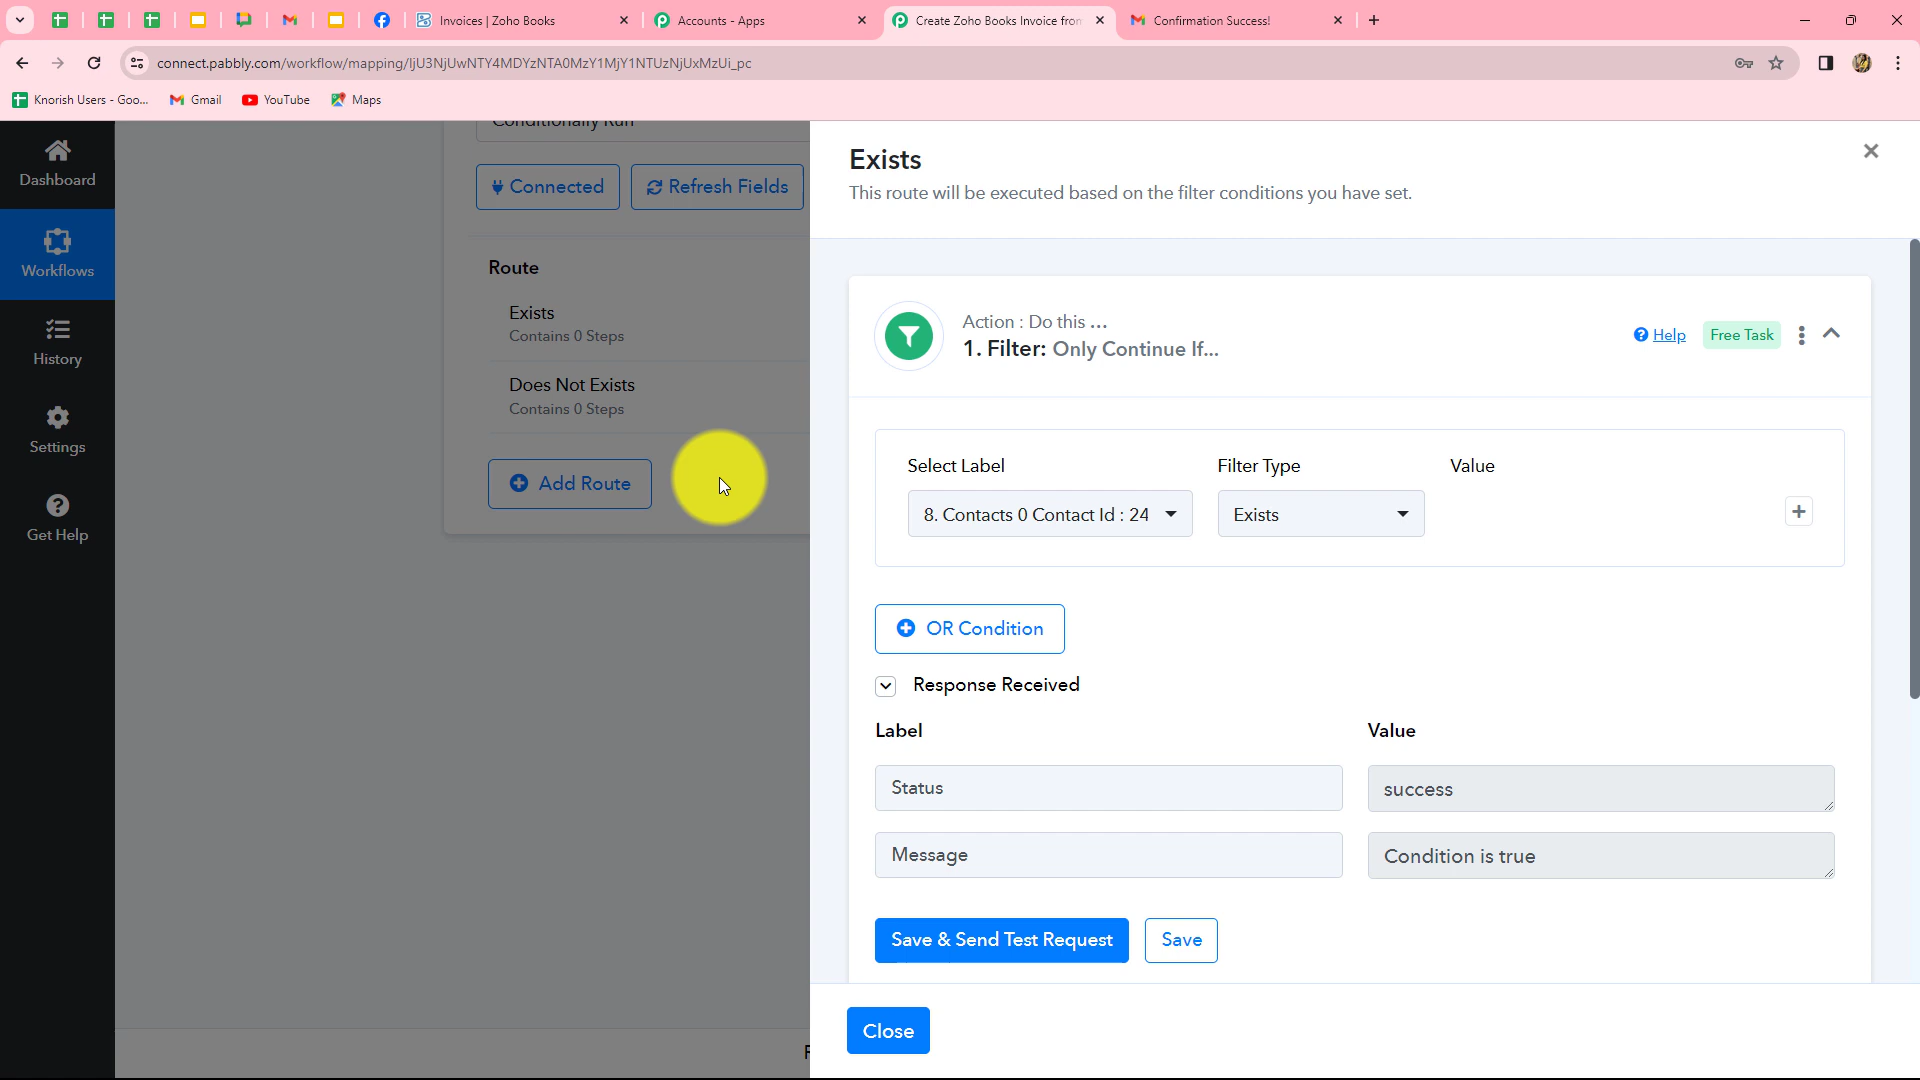 Invoices | Zoho Books
Accounts - Apps
Create Zoho Books Invoice from
Confirmation Success!
connect.pabbly.com/workflow/mapping/IjU3NjUwNTY4MDYzNTA0MzY1MjY1NTUzNjUxMzUi_pc
Knorish Users - Goo...
Gmail
YouTube
Maps
Dashboard
Workflows
History
Settings
Get Help
Conditionally Run
Connected
Refresh Fields
Route
Exists
Contains 0 Steps
Does Not Exists
Contains 0 Steps
Add Route
Exists
This route will be executed based on the filter conditions you have set.
Action : Do this ...
1. Filter: Only Continue If...
Help
Free Task
Select Label
Filter Type
Value
8. Contacts 0 Contact Id : 24
Exists
OR Condition
Response Received
Label
Value
Status
success
Message
Condition is true
Save & Send Test Request
Save
Close